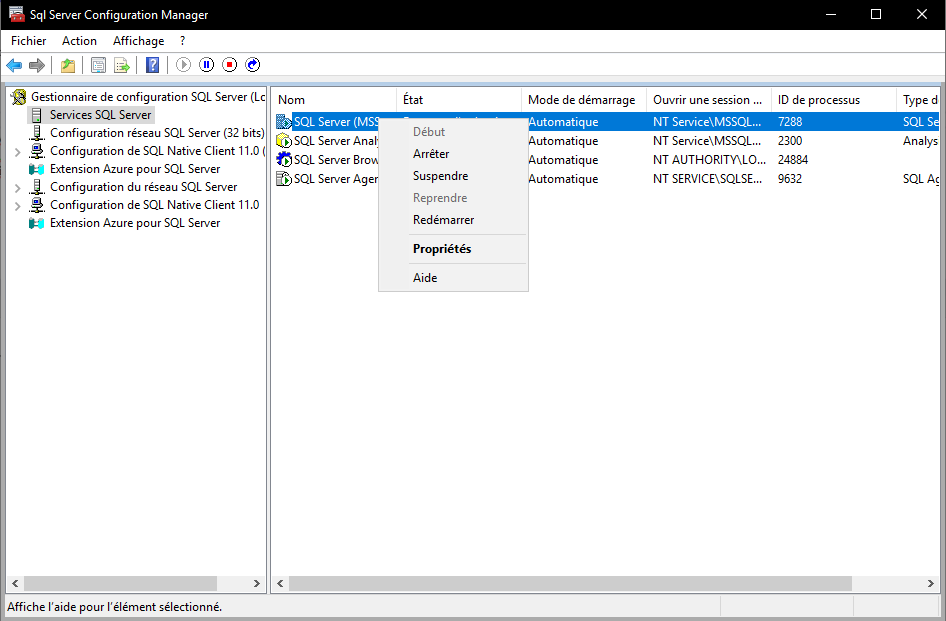 Sql Server Configuration Manager
Fichier Action Affichage ?
Gestionnaire de configuration SQL Server (Lo
Services SQL Server
Configuration réseau SQL Server (32 bits)
Configuration de SQL Native Client 11.0 (
Extension Azure pour SQL Server
Configuration du réseau SQL Server
Configuration de SQL Native Client 11.0
Extension Azure pour SQL Server
Nom État Mode de démarrage Ouvrir une session ... ID de processus Type d
SQL Server (MSS Automatique NT Service\MSSQL... 7288 SQL Se
SQL Server Analy Automatique NT Service\MSSQL... 2300 Analys
SQL Server Brow Automatique NT AUTHORITY\LO... 24884
SQL Server Agen Automatique NT SERVICE\SQLSE... 9632 SQL Ag
Début
Arrêter
Suspendre
Reprendre
Redémarrer
Propriétés
Aide
Affiche l'aide pour l'élément sélectionné.